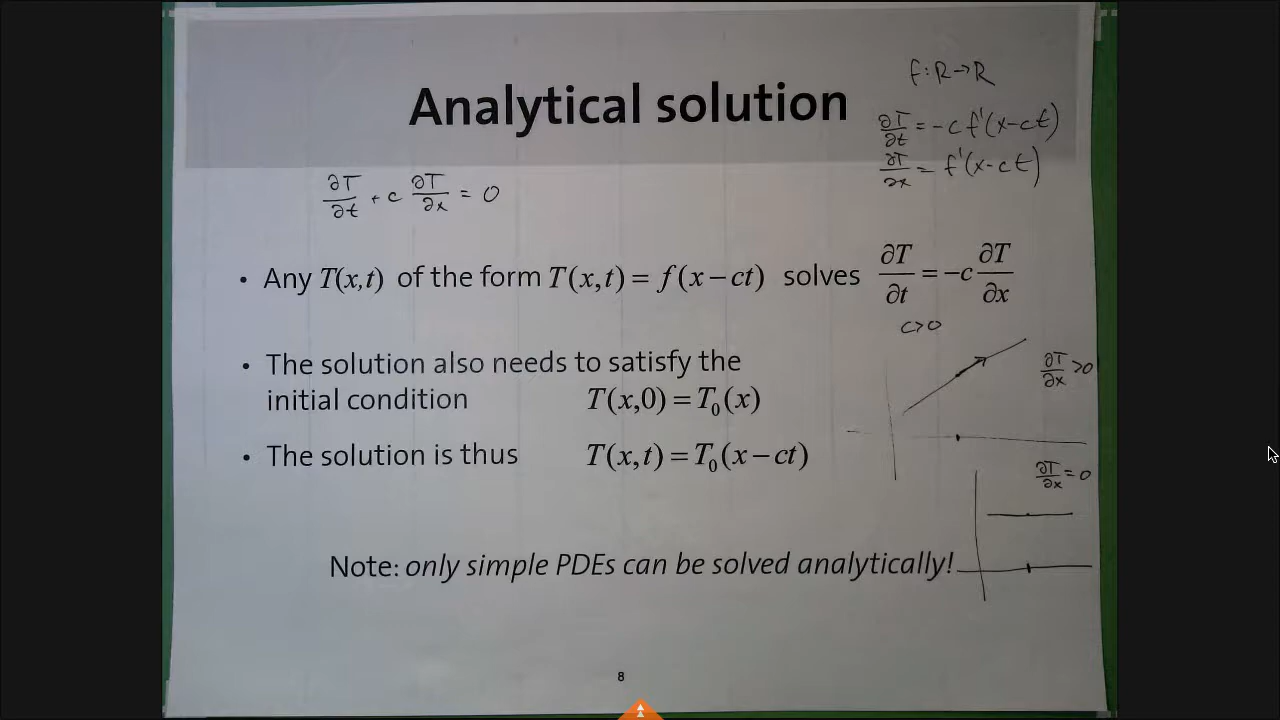 f: R→R
Analytical solution
∂T/∂t = -c f'(x-ct)
∂T/∂x = f'(x-ct)
∂T/∂t + c ∂T/∂x = 0
• Any T(x,t) of the form T(x,t) = f(x − ct) solves ∂T/∂t = −c ∂T/∂x
c>0
• The solution also needs to satisfy the
initial condition T(x,0) = T₀(x)
∂T/∂x >0
• The solution is thus T(x,t) = T₀(x − ct)
∂T/∂x = 0
Note: only simple PDEs can be solved analytically!
8